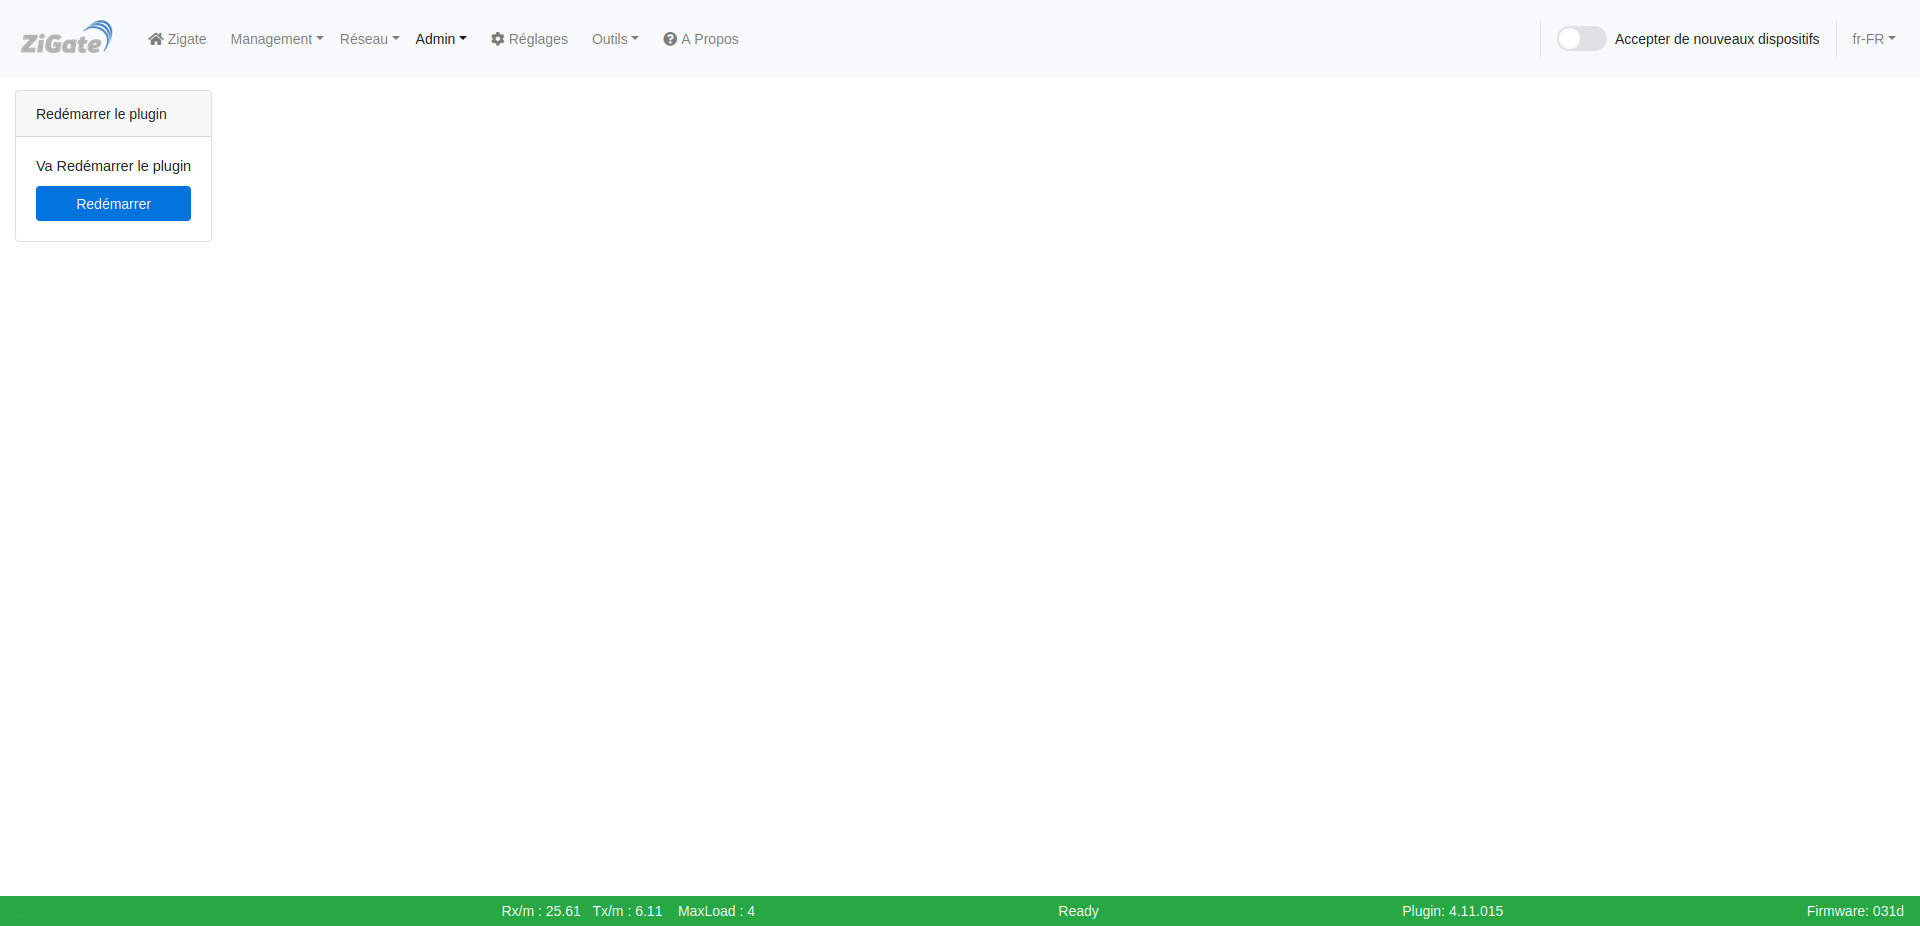 ZiGate Zigate Management Réseau Admin Réglages Outils A Propos Accepter de nouveaux dispositifs fr-FR
Redémarrer le plugin
Va Redémarrer le plugin
Redémarrer
Rx/m : 25.61 Tx/m : 6.11 MaxLoad : 4 Ready Plugin: 4.11.015 Firmware: 031d